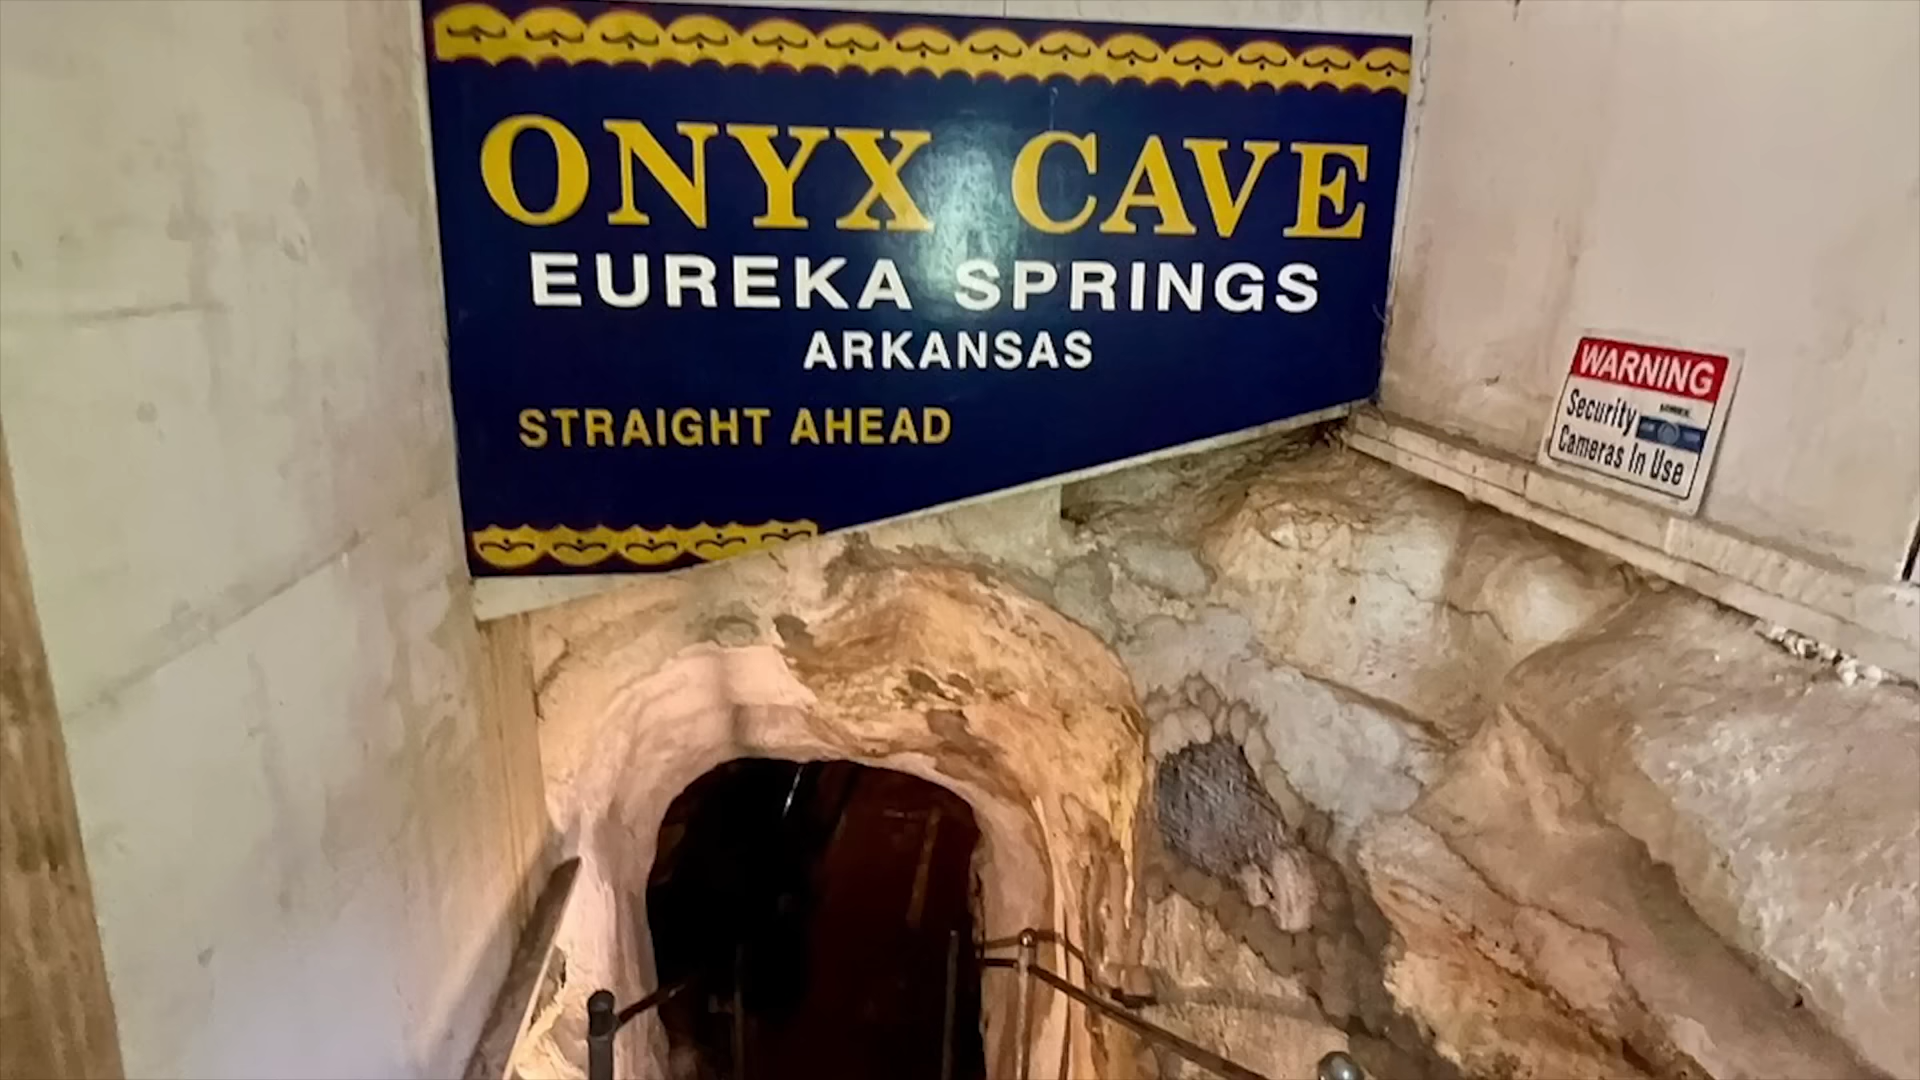 ONYX CAVE
EUREKA SPRINGS
ARKANSAS
STRAIGHT AHEAD
WARNING
Security
Cameras In Use